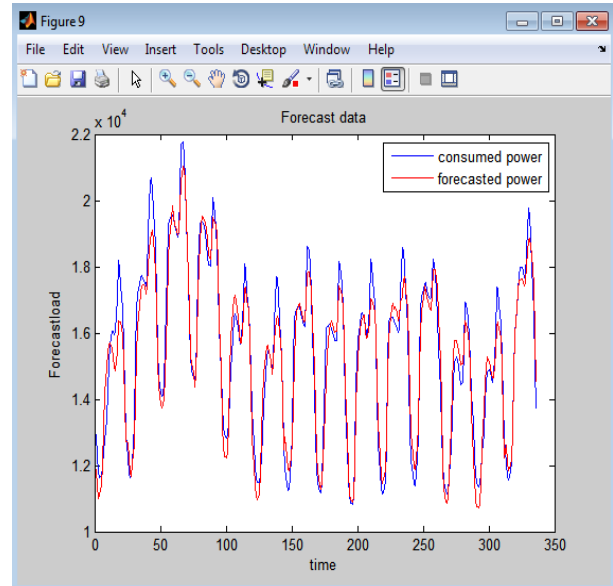 Figure 9
File Edit View Insert Tools Desktop Window Help
x 10⁴
Forecast data
2.2
2
1.8
1.6
1.4
1.2
1
consumed power
forecasted power
Forecastload
0 50 100 150 200 250 300 350
time